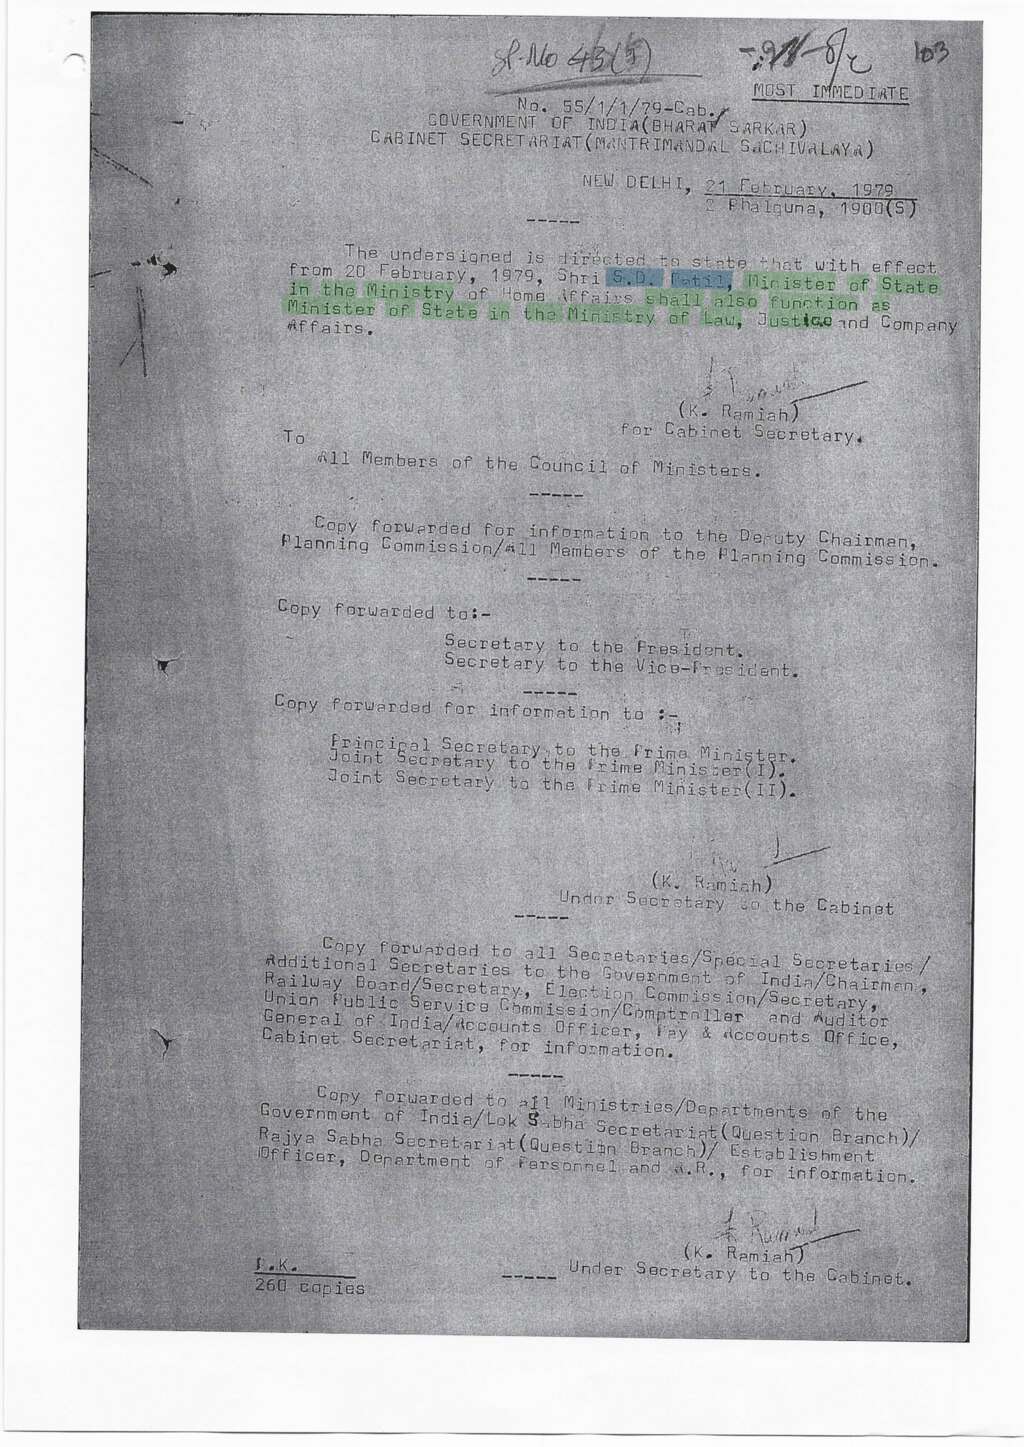 Sl. No 43(5)
103
MOST IMMEDIATE
No. 55/1/1/79-Cab.
GOVERNMENT OF INDIA(BHARAT SARKAR)
CABINET SECRETARIAT(MANTRIMANDAL SACHIVALAYA)
NEW DELHI, 21 February, 1979
2 Phalguna, 1900(S)
-----
The undersigned is directed to state that with effect
from 20 February, 1979, Shri S.D. Patil, Minister of State
in the Ministry of Home Affairs shall also function as
Minister of State in the Ministry of Law, Justice and Company
Affairs.
(K. Ramiah)
for Cabinet Secretary.
To
All Members of the Council of Ministers.
-----
Copy forwarded for information to the Deputy Chairman,
Planning Commission/All Members of the Planning Commission.
-----
Copy forwarded to:-
Secretary to the President.
Secretary to the Vice-President.
-----
Copy forwarded for information to :-
Principal Secretary to the Prime Minister.
Joint Secretary to the Prime Minister(I).
Joint Secretary to the Prime Minister(II).
(K. Ramiah)
Under Secretary to the Cabinet
-----
Copy forwarded to all Secretaries/Special Secretaries/
Additional Secretaries to the Government of India/Chairman,
Railway Board/Secretary, Election Commission/Secretary,
Union Public Service Commission/Comptroller and Auditor
General of India/Accounts Officer, Pay & Accounts Office,
Cabinet Secretariat, for information.
-----
Copy forwarded to all Ministries/Departments of the
Government of India/Lok Sabha Secretariat(Question Branch)/
Rajya Sabha Secretariat(Question Branch)/ Establishment
Officer, Department of Personnel and A.R., for information.
K Ramiah
(K. Ramiah)
----- Under Secretary to the Cabinet.
P.K.
260 copies